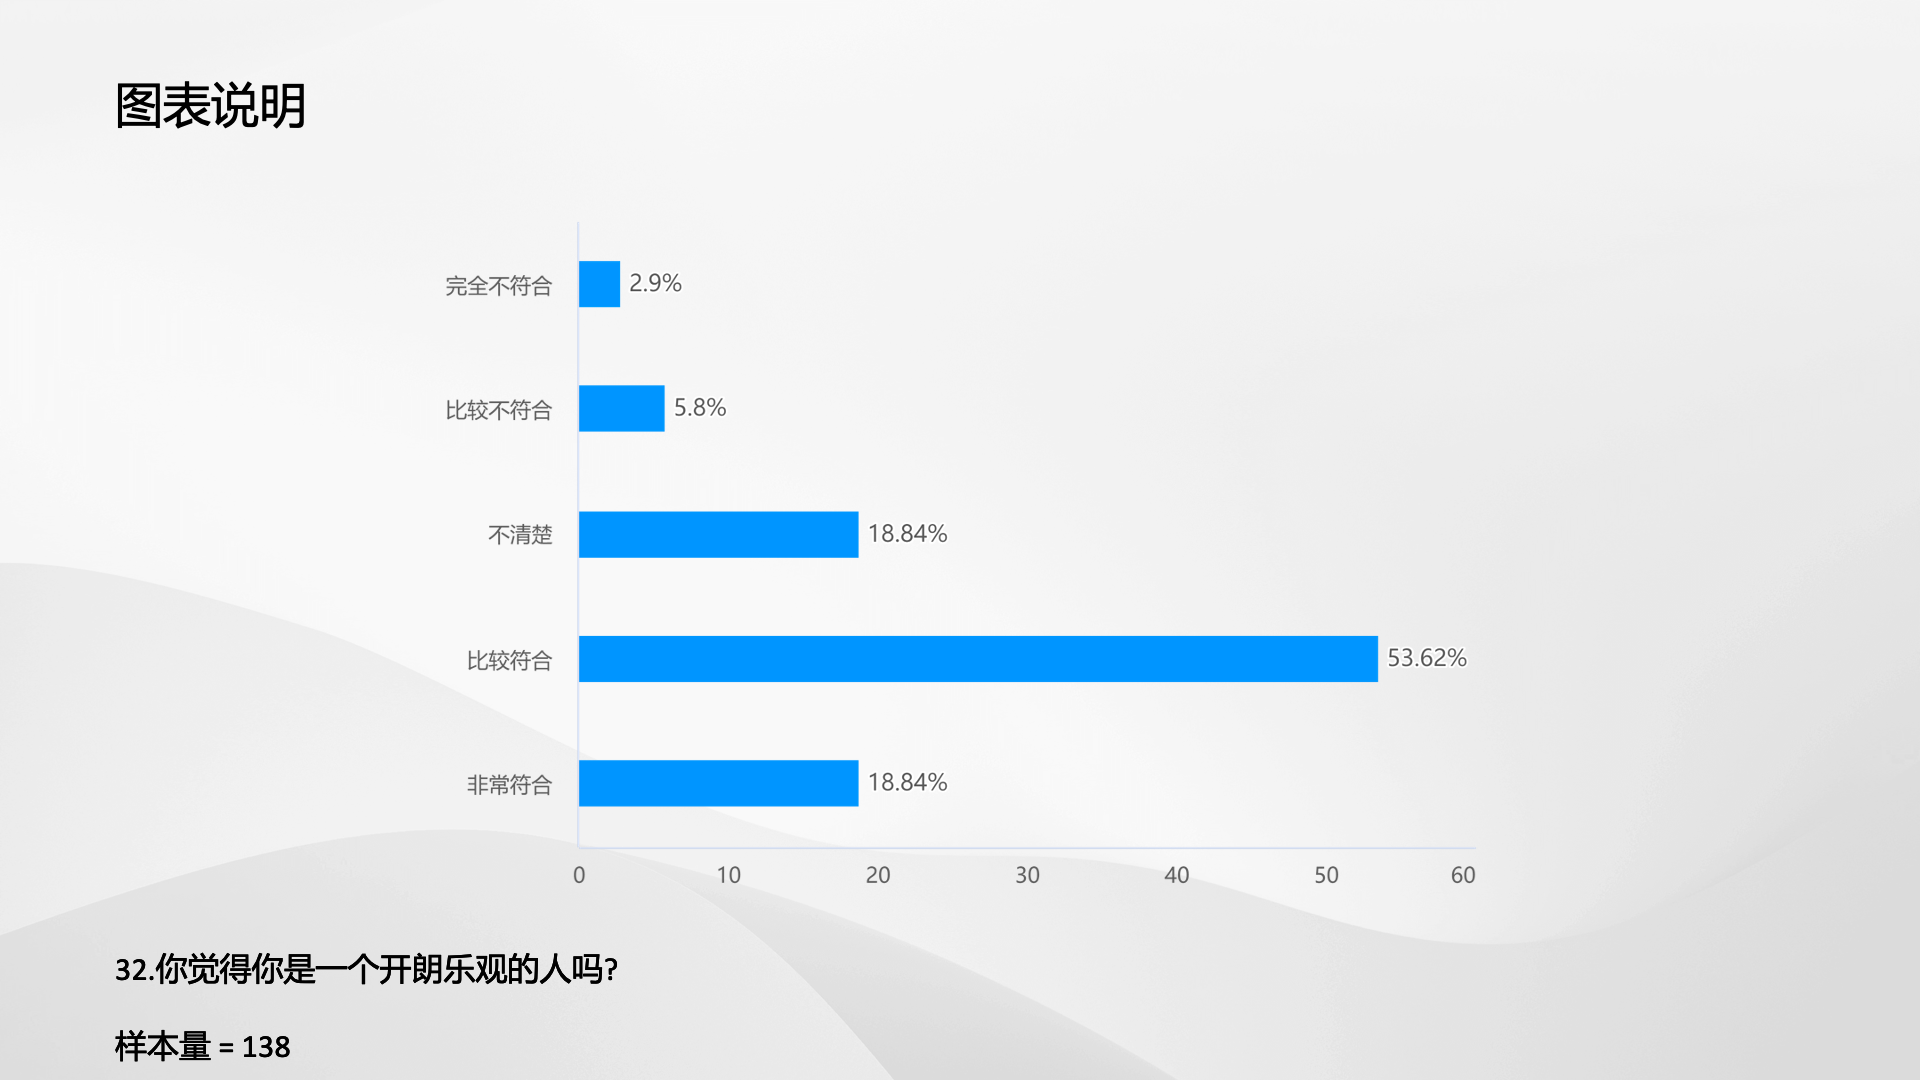 图表说明
完全不符合 2.9%
比较不符合 5.8%
不清楚 18.84%
比较符合 53.62%
非常符合 18.84%
0 10 20 30 40 50 60
32.你觉得你是一个开朗乐观的人吗?
样本量 = 138